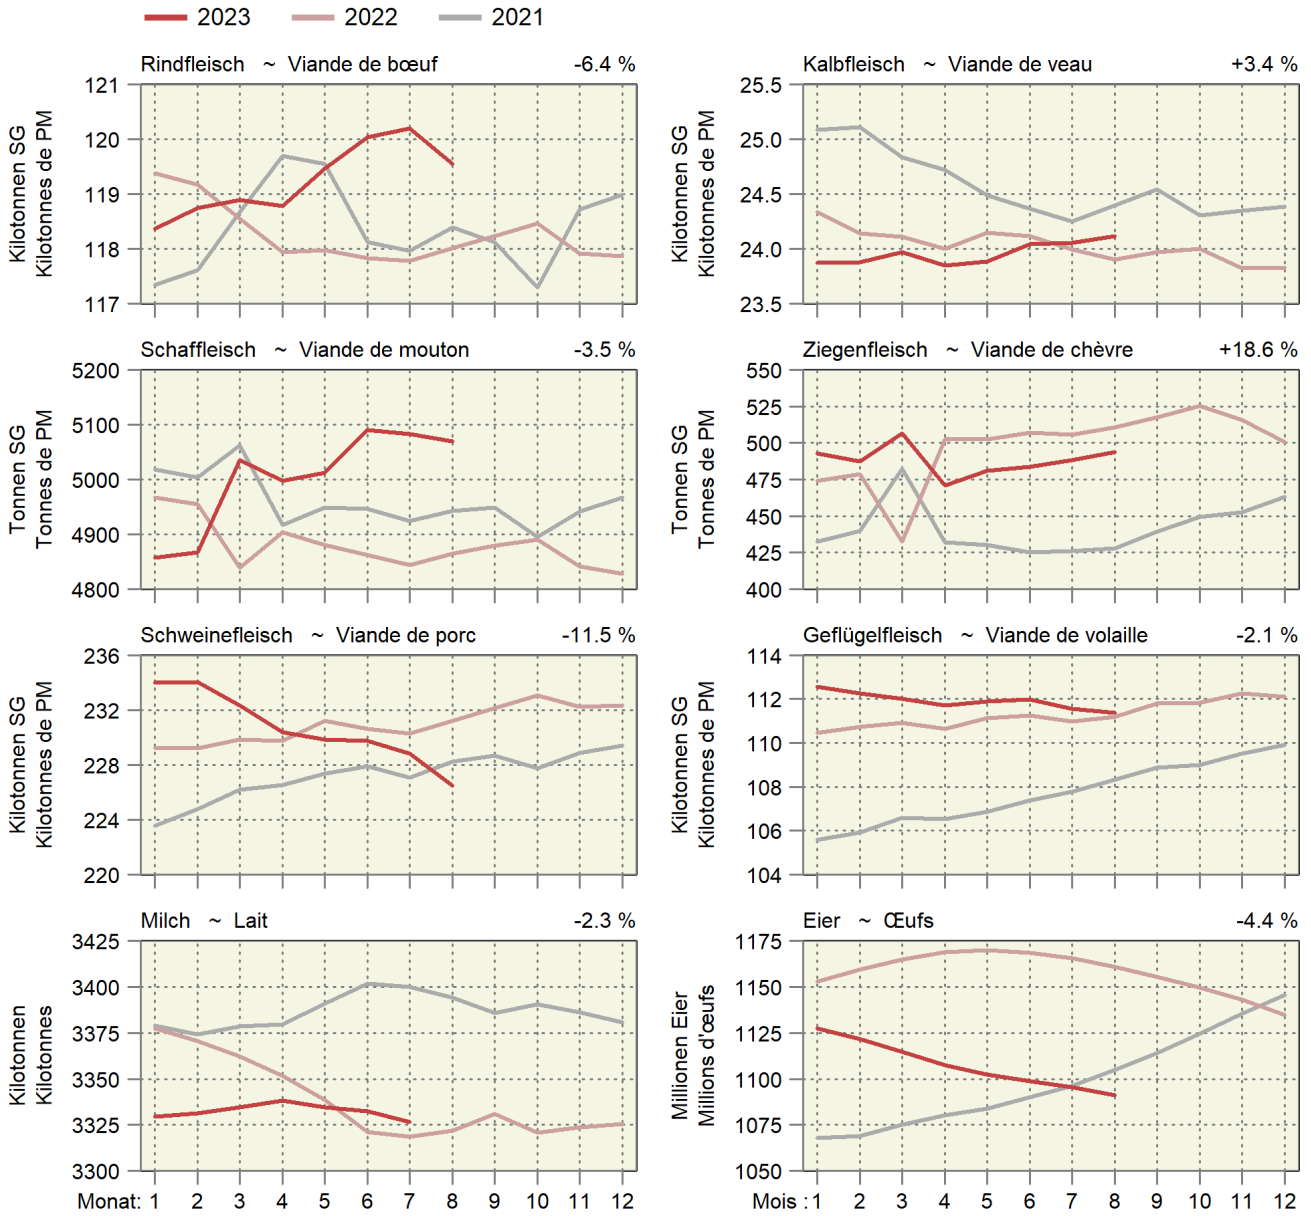 2023 2022 2021
Rindfleisch ~ Viande de bœuf -6.4 %
Kilotonnen SG
Kilotonnes de PM
121
120
119
118
117
Kalbfleisch ~ Viande de veau +3.4 %
Kilotonnen SG
Kilotonnes de PM
25.5
25.0
24.5
24.0
23.5
Schaffleisch ~ Viande de mouton -3.5 %
Tonnen SG
Tonnes de PM
5200
5100
5000
4900
4800
Ziegenfleisch ~ Viande de chèvre +18.6 %
Tonnen SG
Tonnes de PM
550
525
500
475
450
425
400
Schweinefleisch ~ Viande de porc -11.5 %
Kilotonnen SG
Kilotonnes de PM
236
232
228
224
220
Geflügelfleisch ~ Viande de volaille -2.1 %
Kilotonnen SG
Kilotonnes de PM
114
112
110
108
106
104
Milch ~ Lait -2.3 %
Kilotonnen
Kilotonnes
3425
3400
3375
3350
3325
3300
Monat: 1 2 3 4 5 6 7 8 9 10 11 12
Eier ~ Œufs -4.4 %
Millionen Eier
Millions d'œufs
1175
1150
1125
1100
1075
1050
Mois : 1 2 3 4 5 6 7 8 9 10 11 12